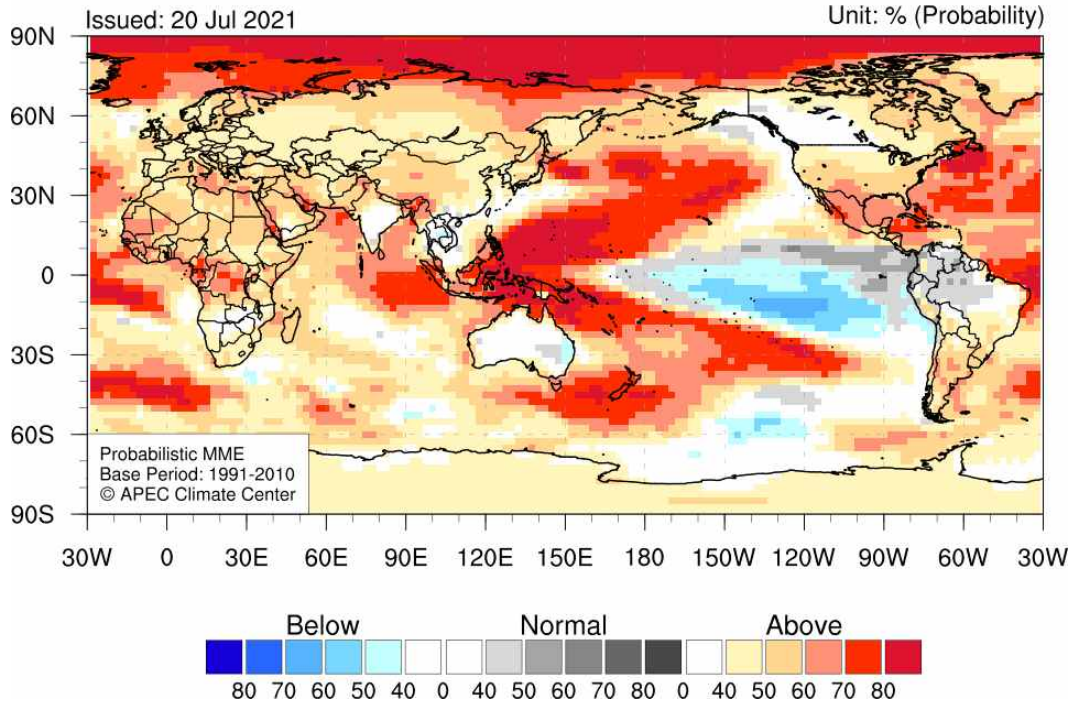 Issued: 20 Jul 2021
Unit: % (Probability)
90N
60N
30N
0
30S
60S
90S
Probabilistic MME
Base Period: 1991-2010
© APEC Climate Center
30W 0 30E 60E 90E 120E 150E 180 150W 120W 90W 60W 30W
Below Normal Above
80 70 60 50 40 0 40 50 60 70 80 0 40 50 60 70 80